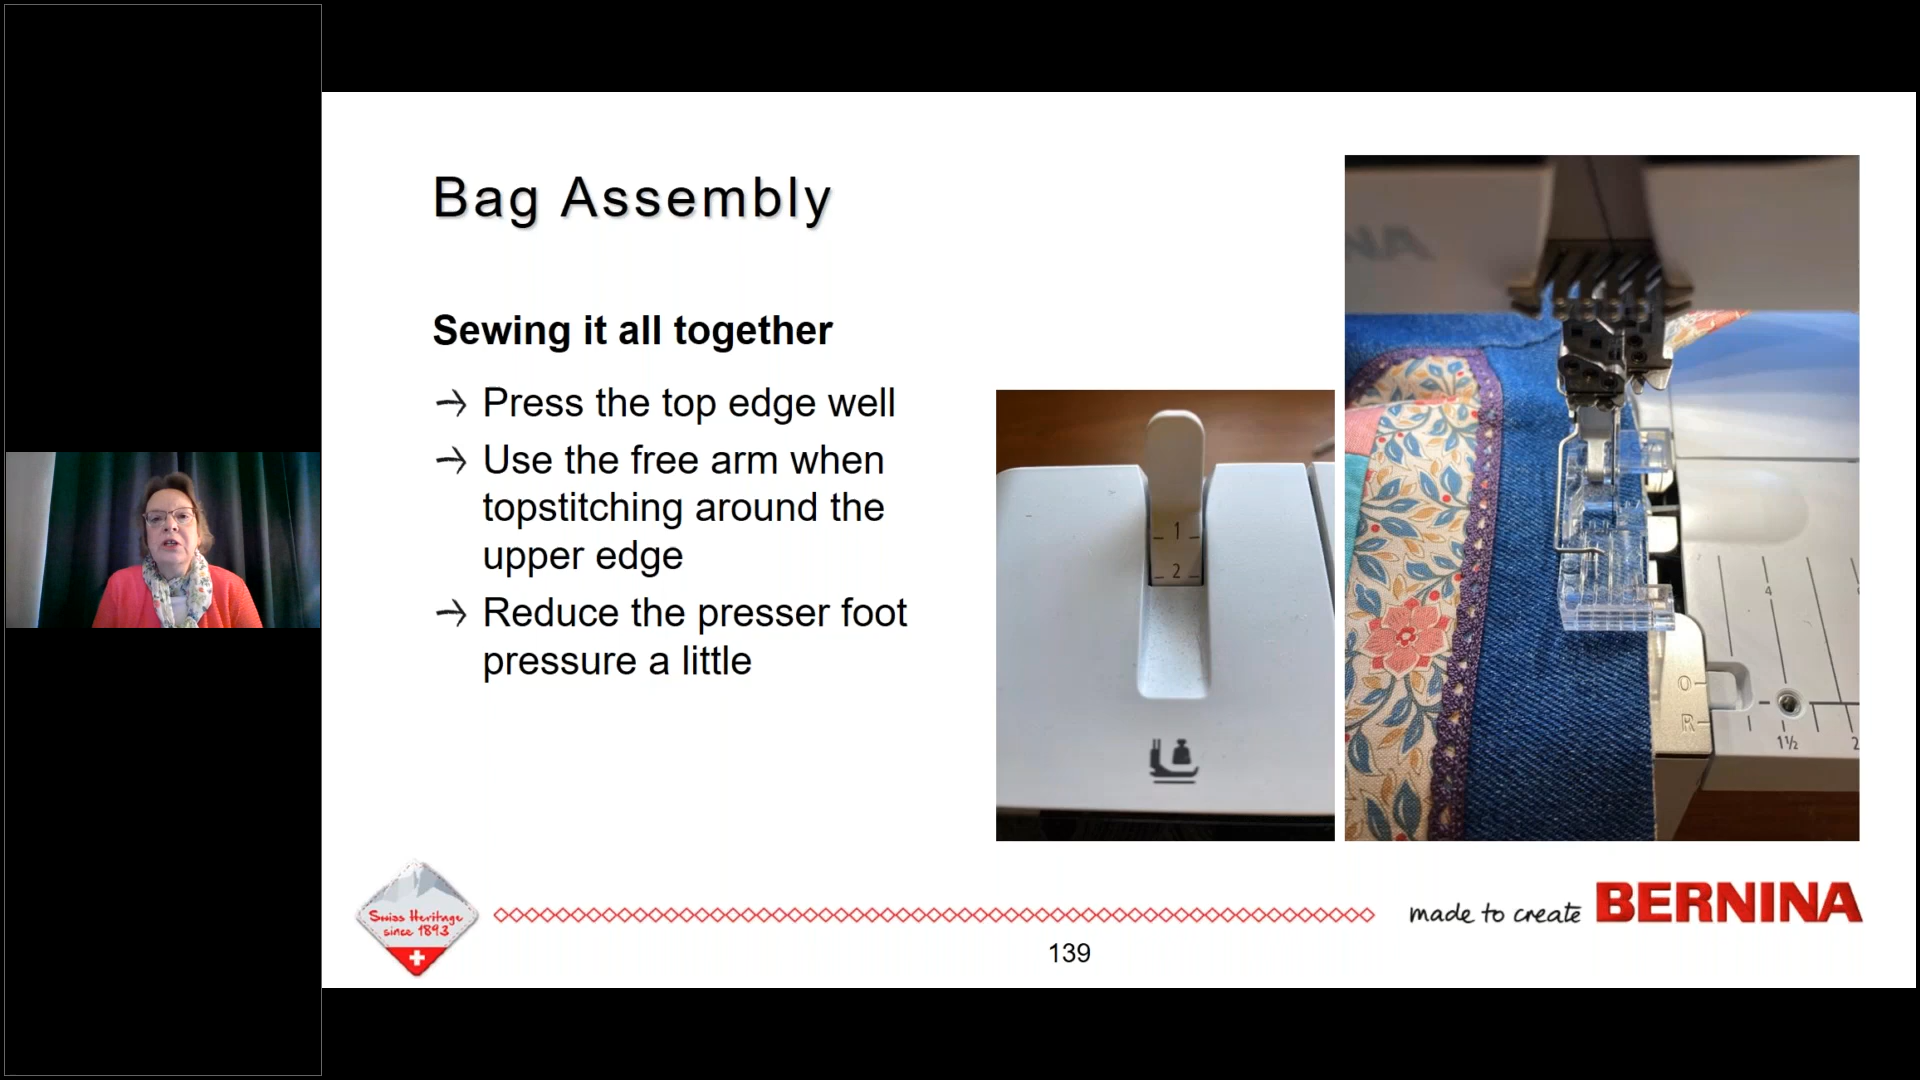 Bag Assembly
Sewing it all together
Press the top edge well
Use the free arm when
topstitching around the
upper edge
Reduce the presser foot
pressure a little
1
2
NA
4
O
R
1½
2
Swiss Heritage
since 1893
made to create BERNINA
139